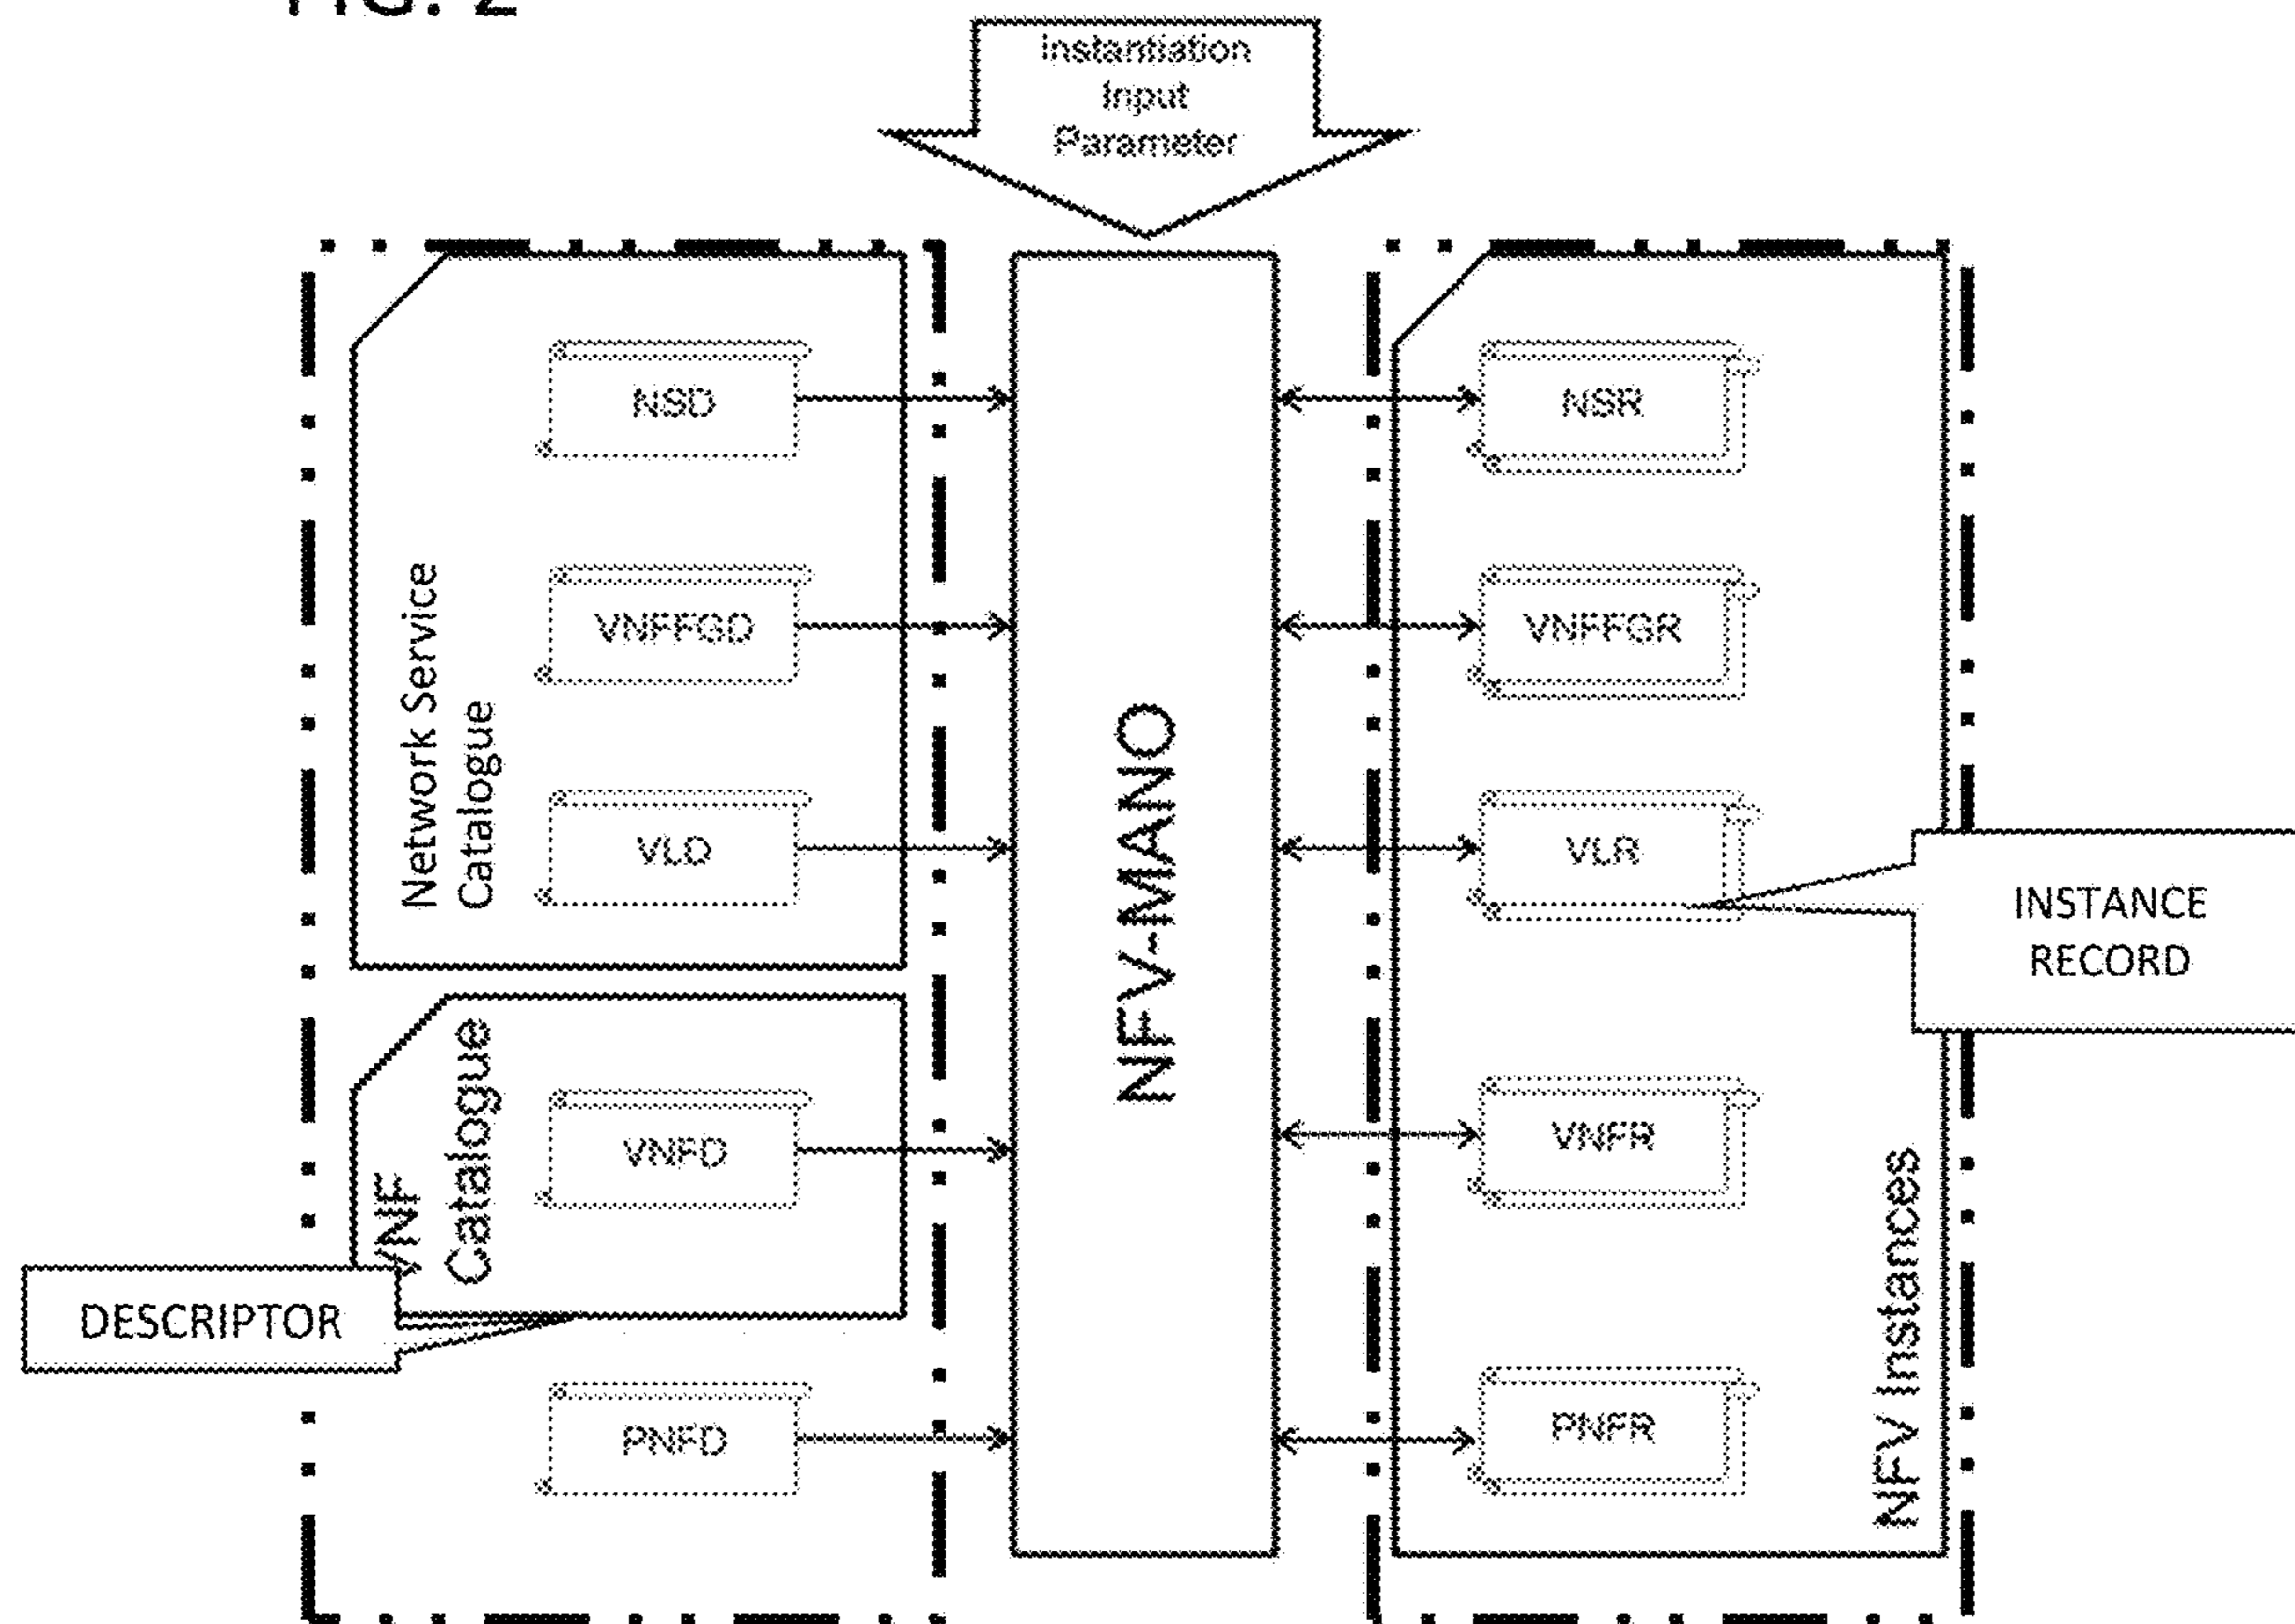 FIG. 2
Instantiation
Input
Parameter
NSD
VNFFGD
VLD
Network Service
Catalogue
VNF
Catalogue
VNFD
DESCRIPTOR
PNFD
NFV-MANO
NSR
VNFFGR
VLR
INSTANCE
RECORD
VNFR
PNFR
NFV Instances